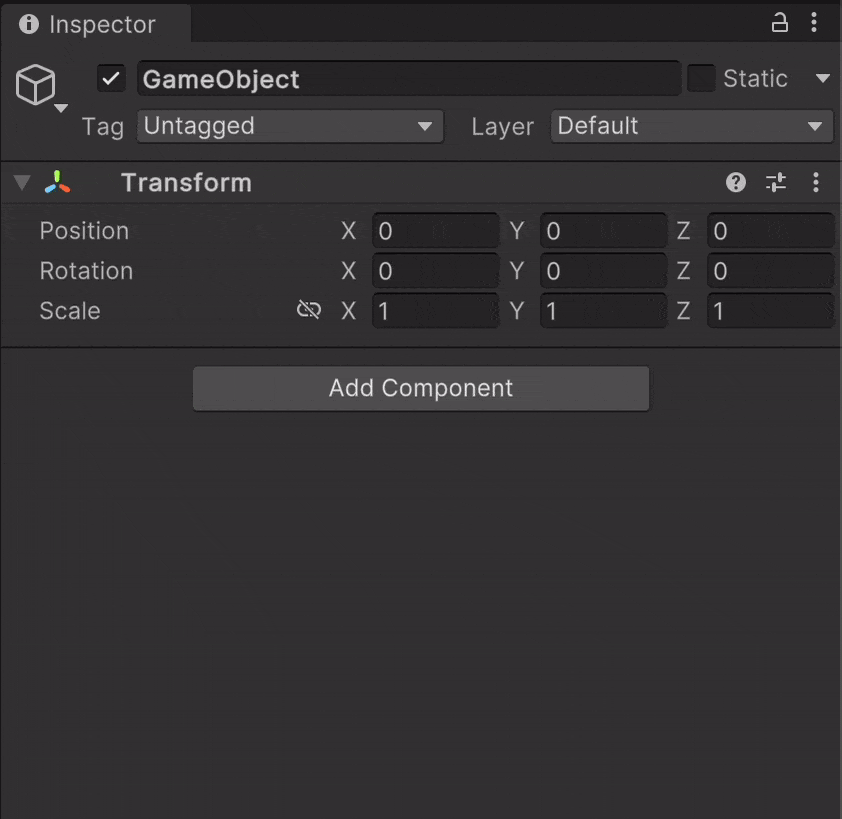 Inspector
GameObject Static
Tag Untagged Layer Default
Transform
Position X 0 Y 0 Z 0
Rotation X 0 Y 0 Z 0
Scale X 1 Y 1 Z 1
Add Component